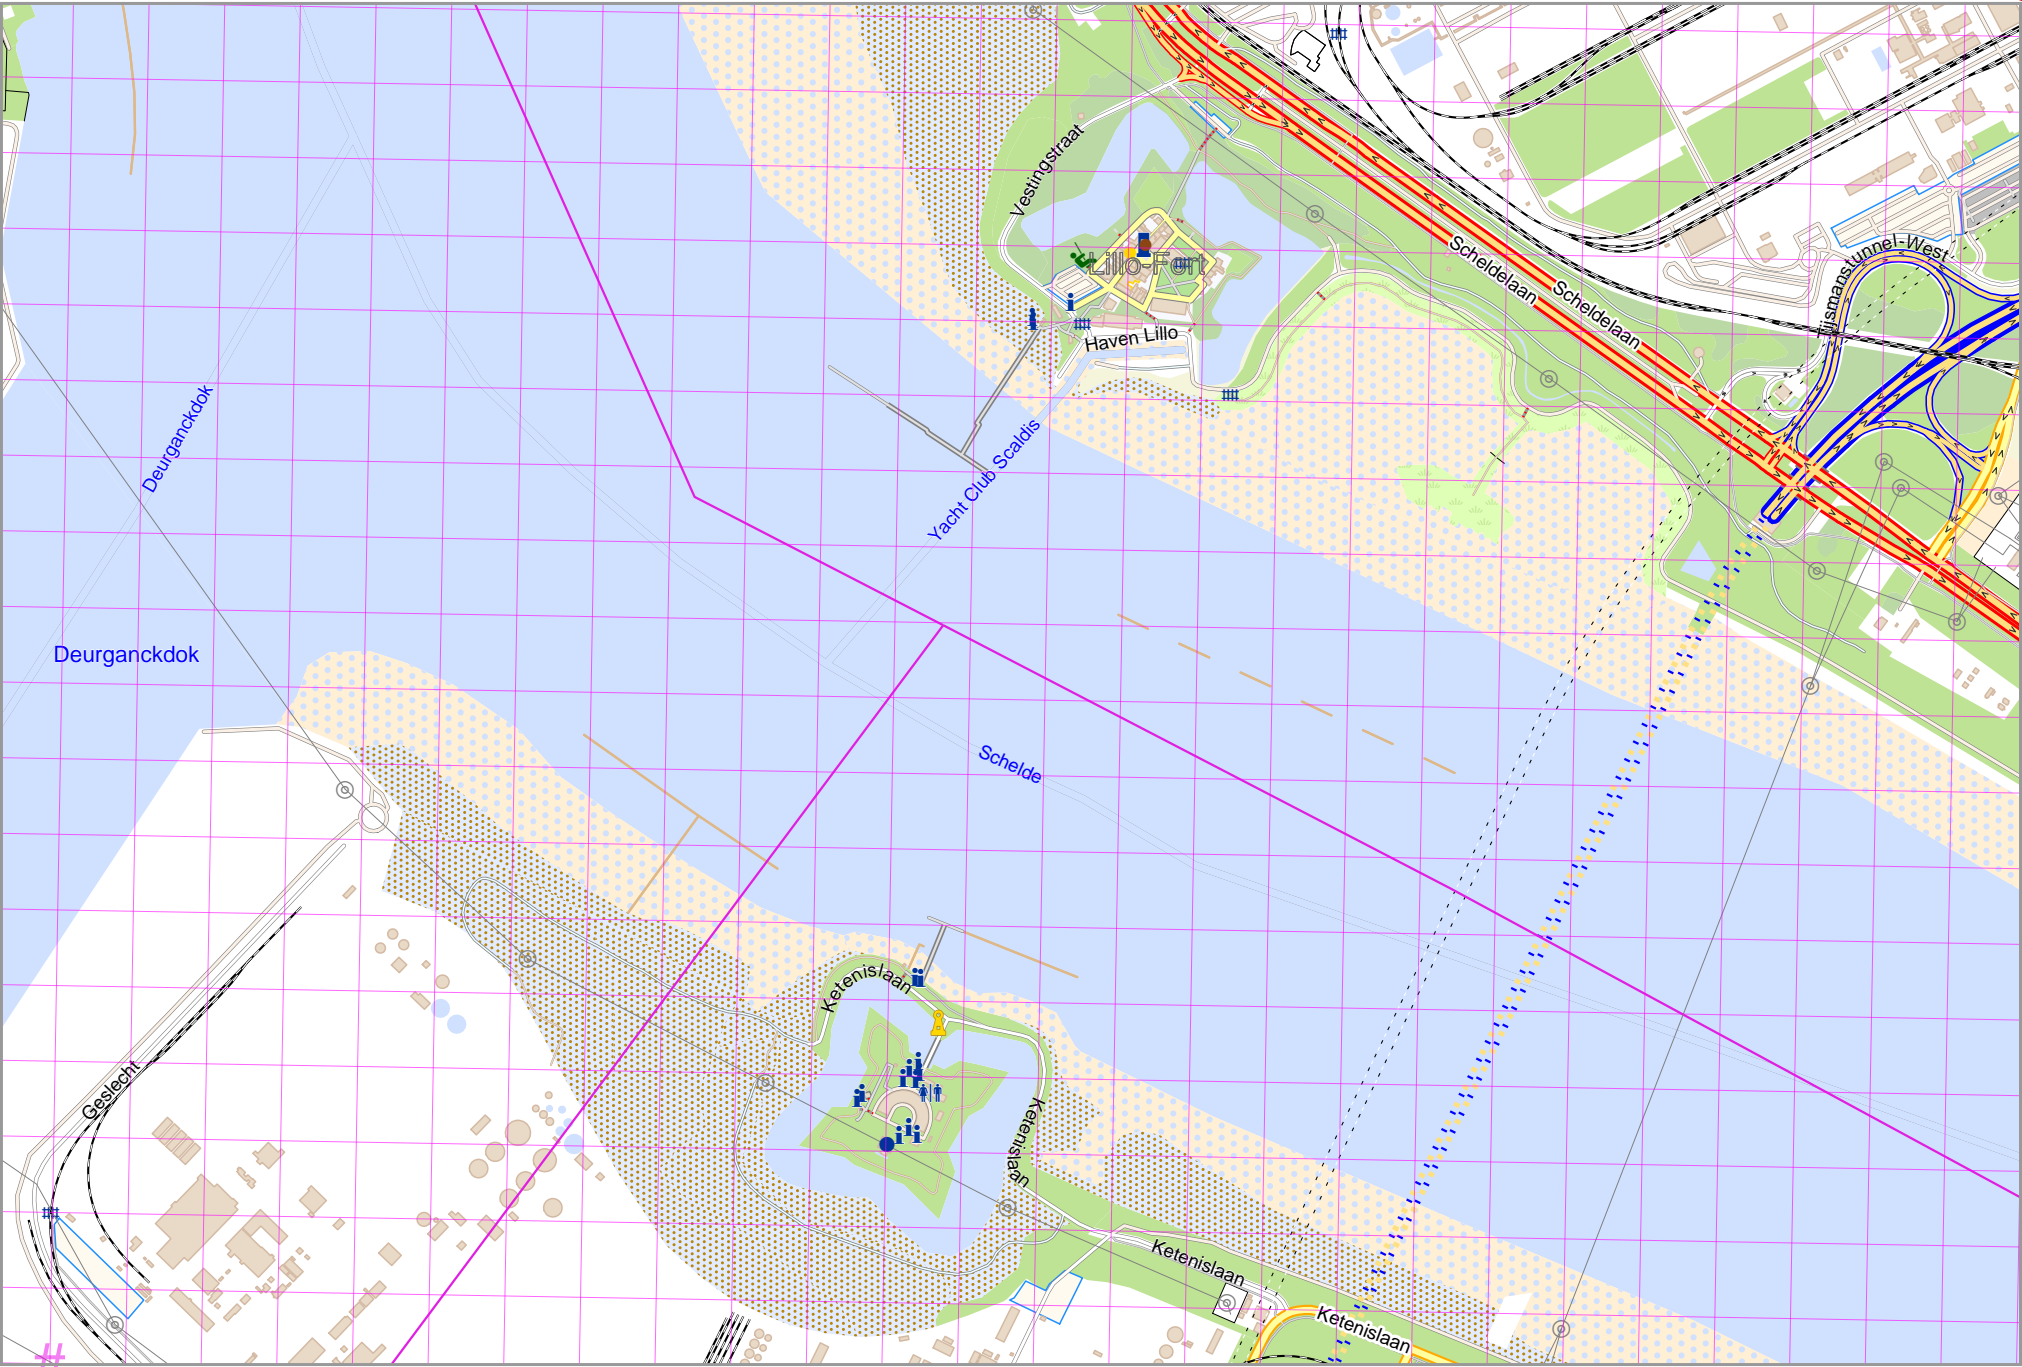 Vestingstraat
Lillo-Fort
Haven Lillo
Scheldelaan
Scheldelaan
Tijsmanstunnel-West
Deurganckdok
Yacht Club Scaldis
Deurganckdok
Schelde
Ketenislaan
Geslecht
Ketenislaan
Ketenislaan
Ketenislaan
#